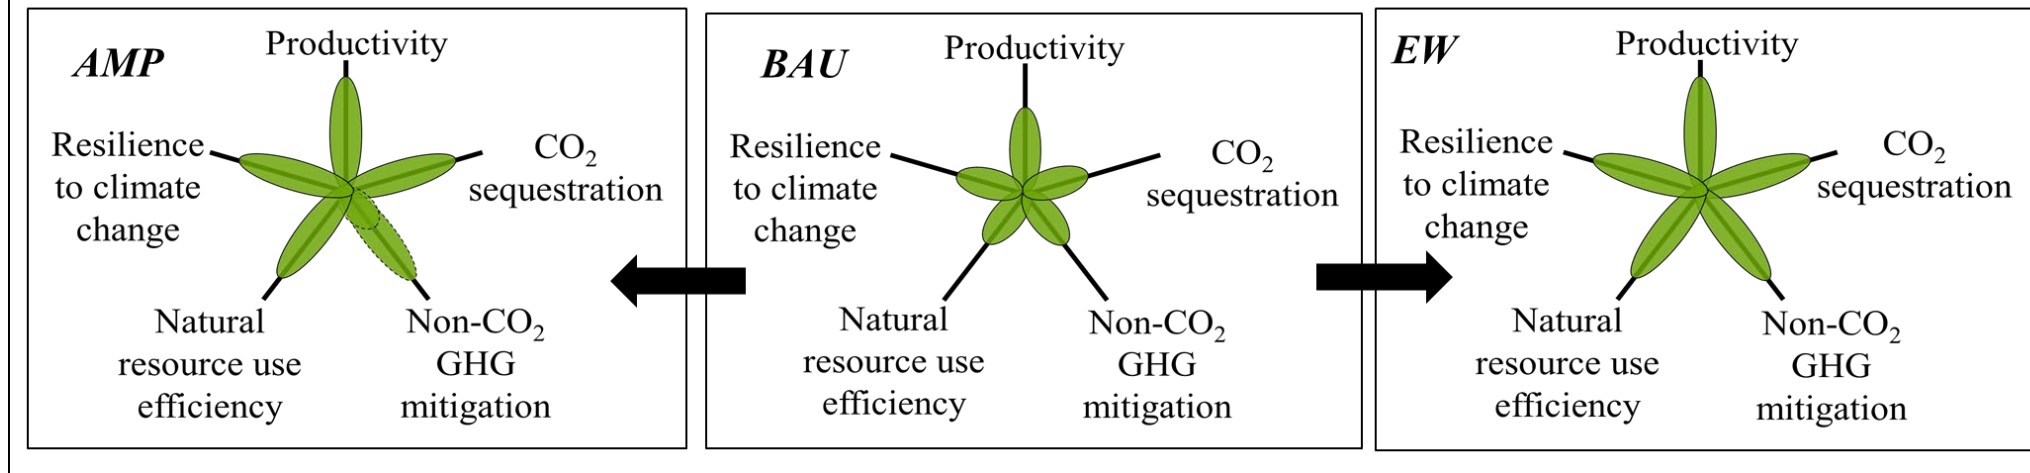 AMP
Productivity
Resilience
to climate
change
CO₂
sequestration
Natural
resource use
efficiency
Non-CO₂
GHG
mitigation
BAU
Productivity
Resilience
to climate
change
CO₂
sequestration
Natural
resource use
efficiency
Non-CO₂
GHG
mitigation
EW
Productivity
Resilience
to climate
change
CO₂
sequestration
Natural
resource use
efficiency
Non-CO₂
GHG
mitigation